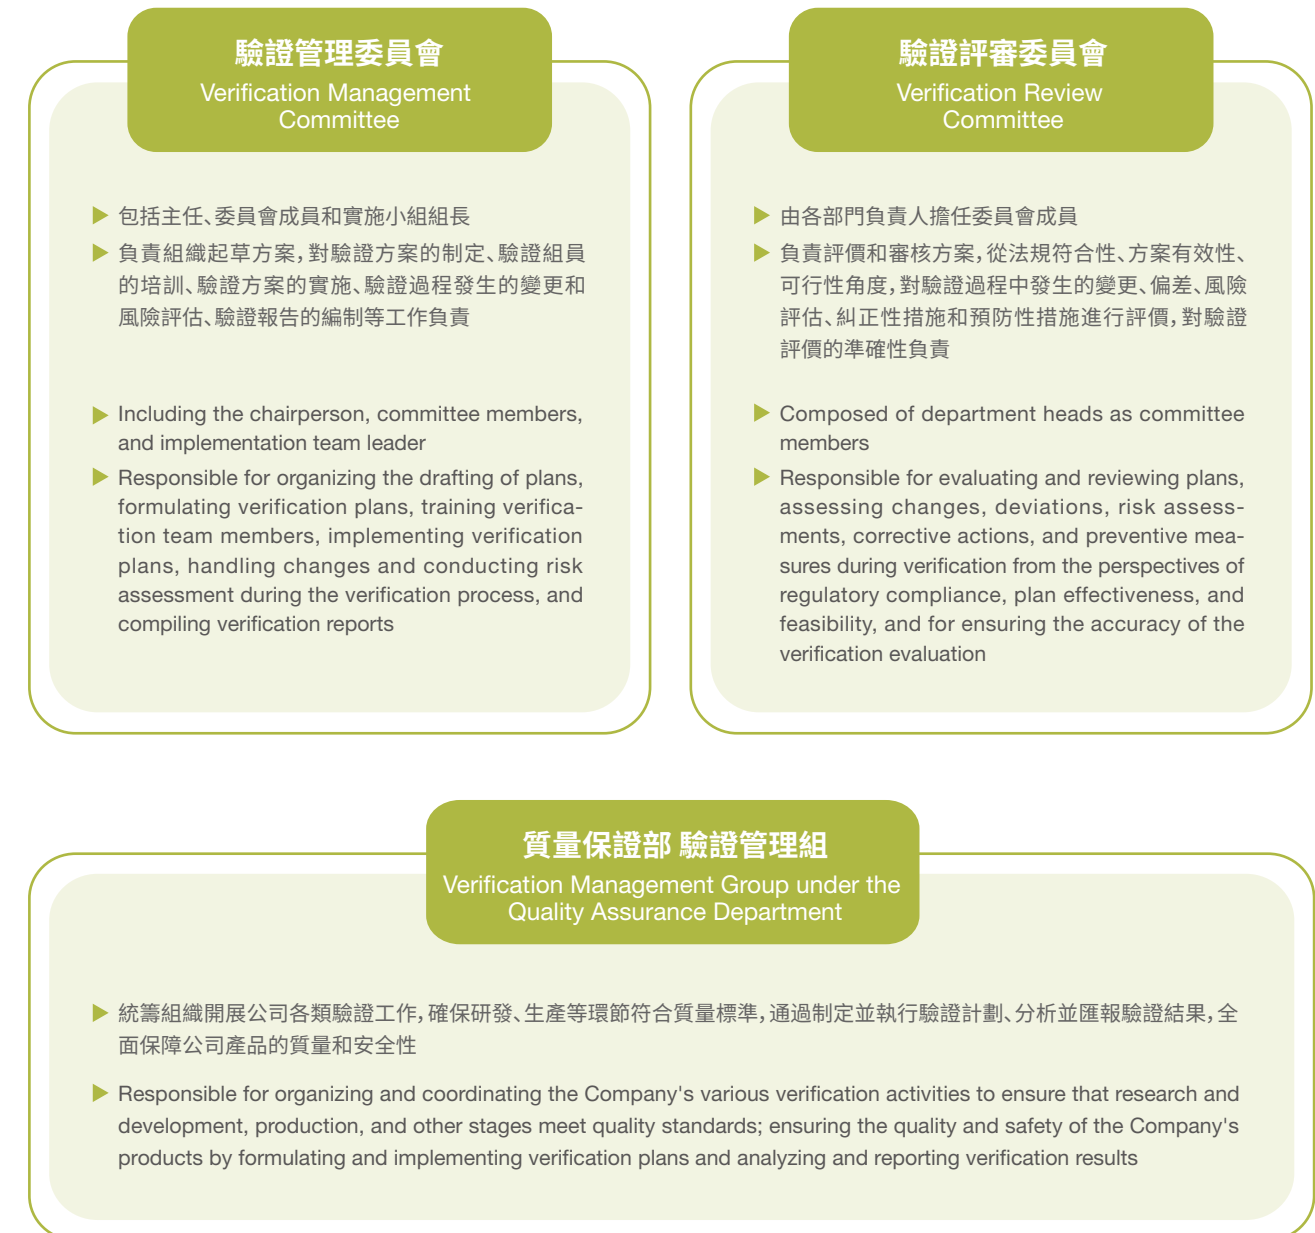 驗證管理委員會
Verification Management
Committee
包括主任、委員會成員和實施小組組長
負責組織起草方案，對驗證方案的制定、驗證組員
的培訓、驗證方案的實施、驗證過程發生的變更和
風險評估、驗證報告的編制等工作負責
Including the chairperson, committee members,
and implementation team leader
Responsible for organizing the drafting of plans,
formulating verification plans, training verifica-
tion team members, implementing verification
plans, handling changes and conducting risk
assessment during the verification process, and
compiling verification reports
驗證評審委員會
Verification Review
Committee
由各部門負責人擔任委員會成員
負責評價和審核方案，從法規符合性、方案有效性、
可行性角度，對驗證過程中發生的變更、偏差、風險
評估、糾正性措施和預防性措施進行評價，對驗證
評價的準確性負責
Composed of department heads as committee
members
Responsible for evaluating and reviewing plans,
assessing changes, deviations, risk assess-
ments, corrective actions, and preventive mea-
sures during verification from the perspectives of
regulatory compliance, plan effectiveness, and
feasibility, and for ensuring the accuracy of the
verification evaluation
質量保證部 驗證管理組
Verification Management Group under the
Quality Assurance Department
統籌組織開展公司各類驗證工作，確保研發、生產等環節符合質量標準，通過制定並執行驗證計劃、分析並匯報驗證結果，全
面保障公司產品的質量和安全性
Responsible for organizing and coordinating the Company's various verification activities to ensure that research and
development, production, and other stages meet quality standards; ensuring the quality and safety of the Company's
products by formulating and implementing verification plans and analyzing and reporting verification results